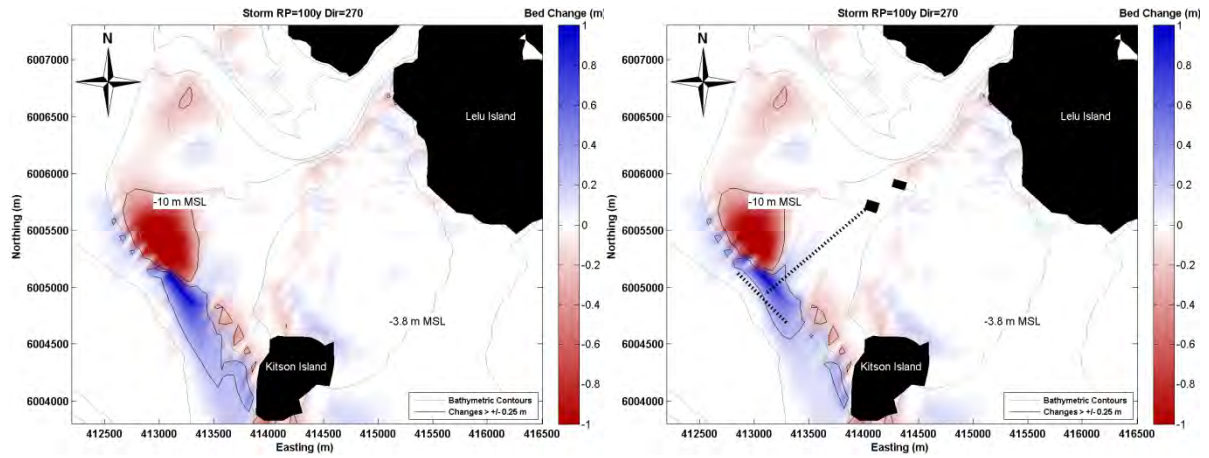 Storm RP=100y Dir=270
Bed Change (m)
N
6007000
6006500
6006000
6005500
6005000
6004500
6004000
Northing (m)
Lelu Island
-10 m MSL
-3.8 m MSL
Kitson Island
Bathymetric Contours
Changes > +/- 0.25 m
412500 413000 413500 414000 414500 415000 415500 416000 416500
Easting (m)
1
0.8
0.6
0.4
0.2
0
-0.2
-0.4
-0.6
-0.8
-1
Storm RP=100y Dir=270
Bed Change (m)
N
6007000
6006500
6006000
6005500
6005000
6004500
6004000
Northing (m)
Lelu Island
-10 m MSL
-3.8 m MSL
Kitson Island
Bathymetric Contours
Changes > +/- 0.25 m
412500 413000 413500 414000 414500 415000 415500 416000 416500
Easting (m)
1
0.8
0.6
0.4
0.2
0
-0.2
-0.4
-0.6
-0.8
-1